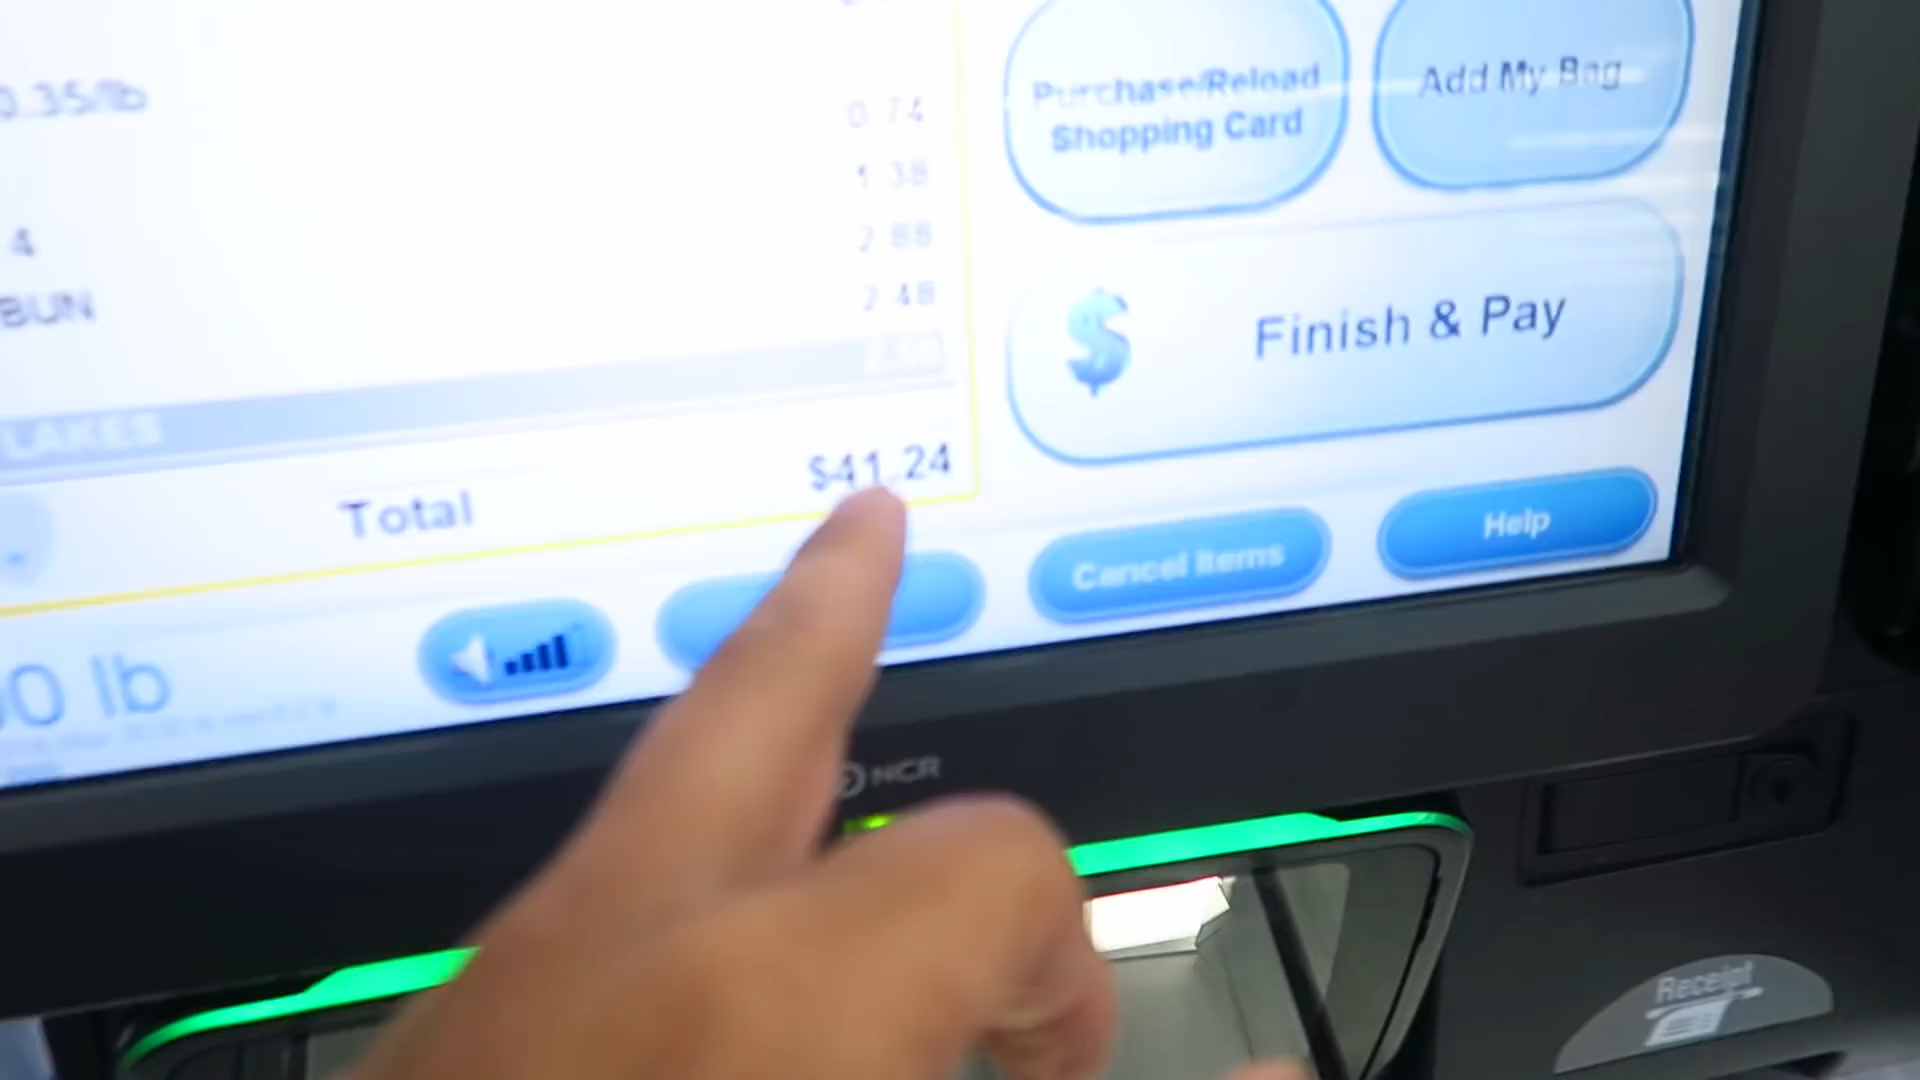 0.35/lb
0.74
1.38
4
2.88
BUN
2.48
LAKES
Total
$41.24
0 lb
Purchase/Reload
Shopping Card
Add My Bag
$
Finish & Pay
Cancel Items
Help
NCR
Receipt